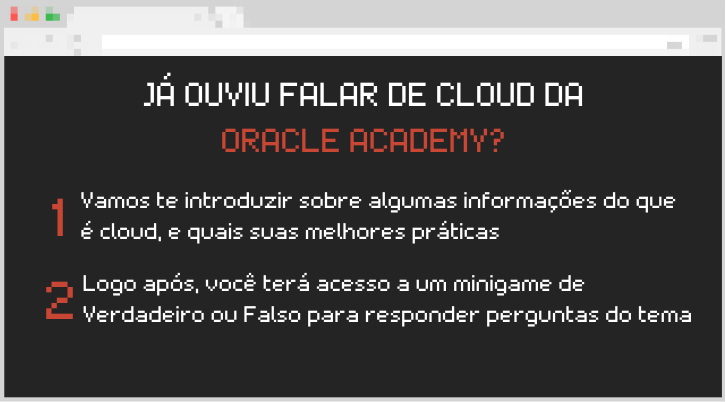 JÁ OUVIU FALAR DE CLOUD DA
ORACLE ACADEMY?
1 Vamos te introduzir sobre algumas informações do que
é cloud, e quais suas melhores práticas
2 Logo após, você terá acesso a um minigame de
Verdadeiro ou Falso para responder perguntas do tema